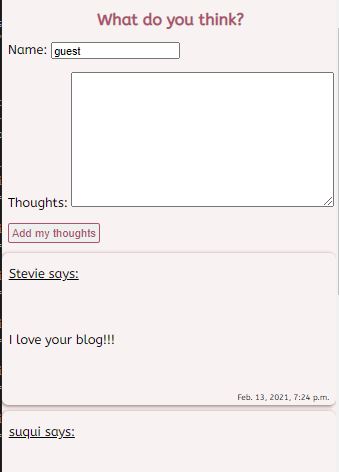 What do you think?
Name: guest
Thoughts:
Add my thoughts
Stevie says:
I love your blog!!!
Feb. 13, 2021, 7:24 p.m.
suqui says: